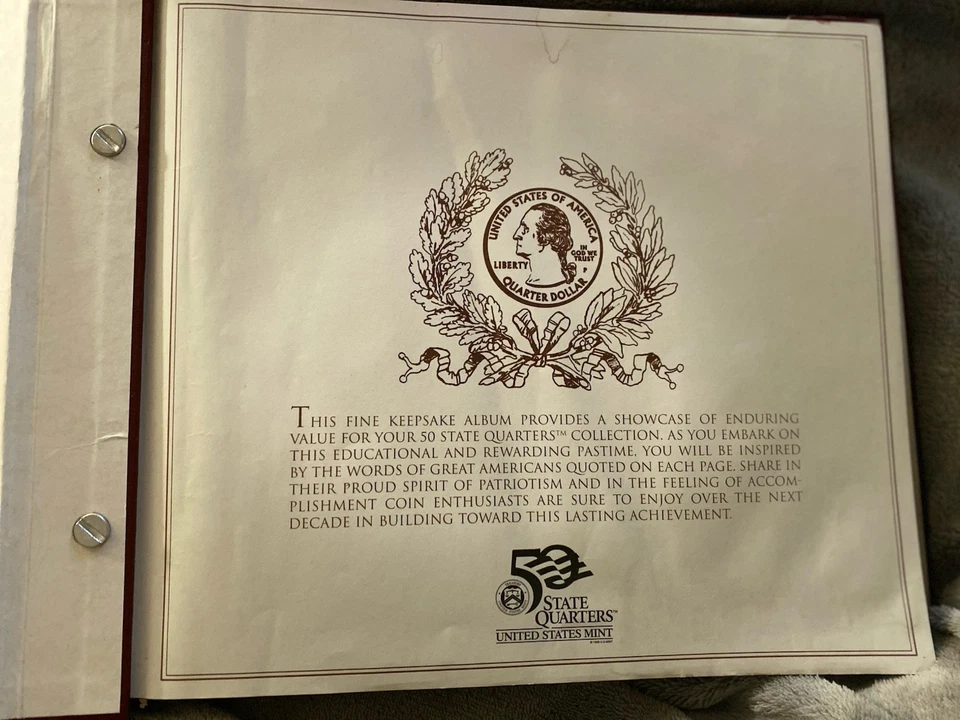 UNITED STATES OF AMERICA
LIBERTY
IN
GOD WE
TRUST
P
QUARTER DOLLAR
THIS FINE KEEPSAKE ALBUM PROVIDES A SHOWCASE OF ENDURING
VALUE FOR YOUR 50 STATE QUARTERS™ COLLECTION. AS YOU EMBARK ON
THIS EDUCATIONAL AND REWARDING PASTIME, YOU WILL BE INSPIRED
BY THE WORDS OF GREAT AMERICANS QUOTED ON EACH PAGE. SHARE IN
THEIR PROUD SPIRIT OF PATRIOTISM AND IN THE FEELING OF ACCOM-
PLISHMENT COIN ENTHUSIASTS ARE SURE TO ENJOY OVER THE NEXT
DECADE IN BUILDING TOWARD THIS LASTING ACHIEVEMENT.
50
STATE
QUARTERS™
UNITED STATES MINT